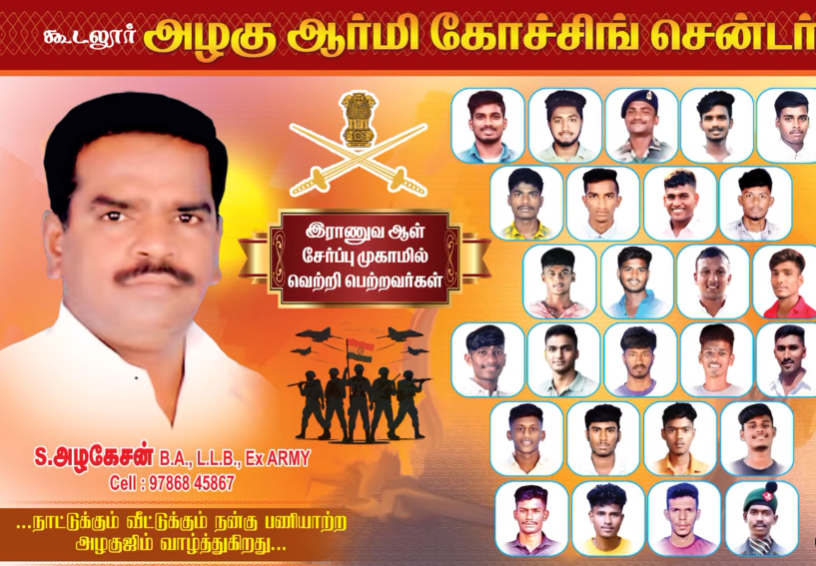 கூடலூர் அழகு ஆர்மி கோச்சிங் சென்டர்
இராணுவ ஆள்
சேர்ப்பு முகாமில்
வெற்றி பெற்றவர்கள்
S.அழகேசன் B.A., L.L.B., Ex ARMY
Cell : 97868 45867
...நாட்டுக்கும் வீட்டுக்கும் நன்கு பணியாற்ற
அழகுஜிம் வாழ்த்துகிறது...